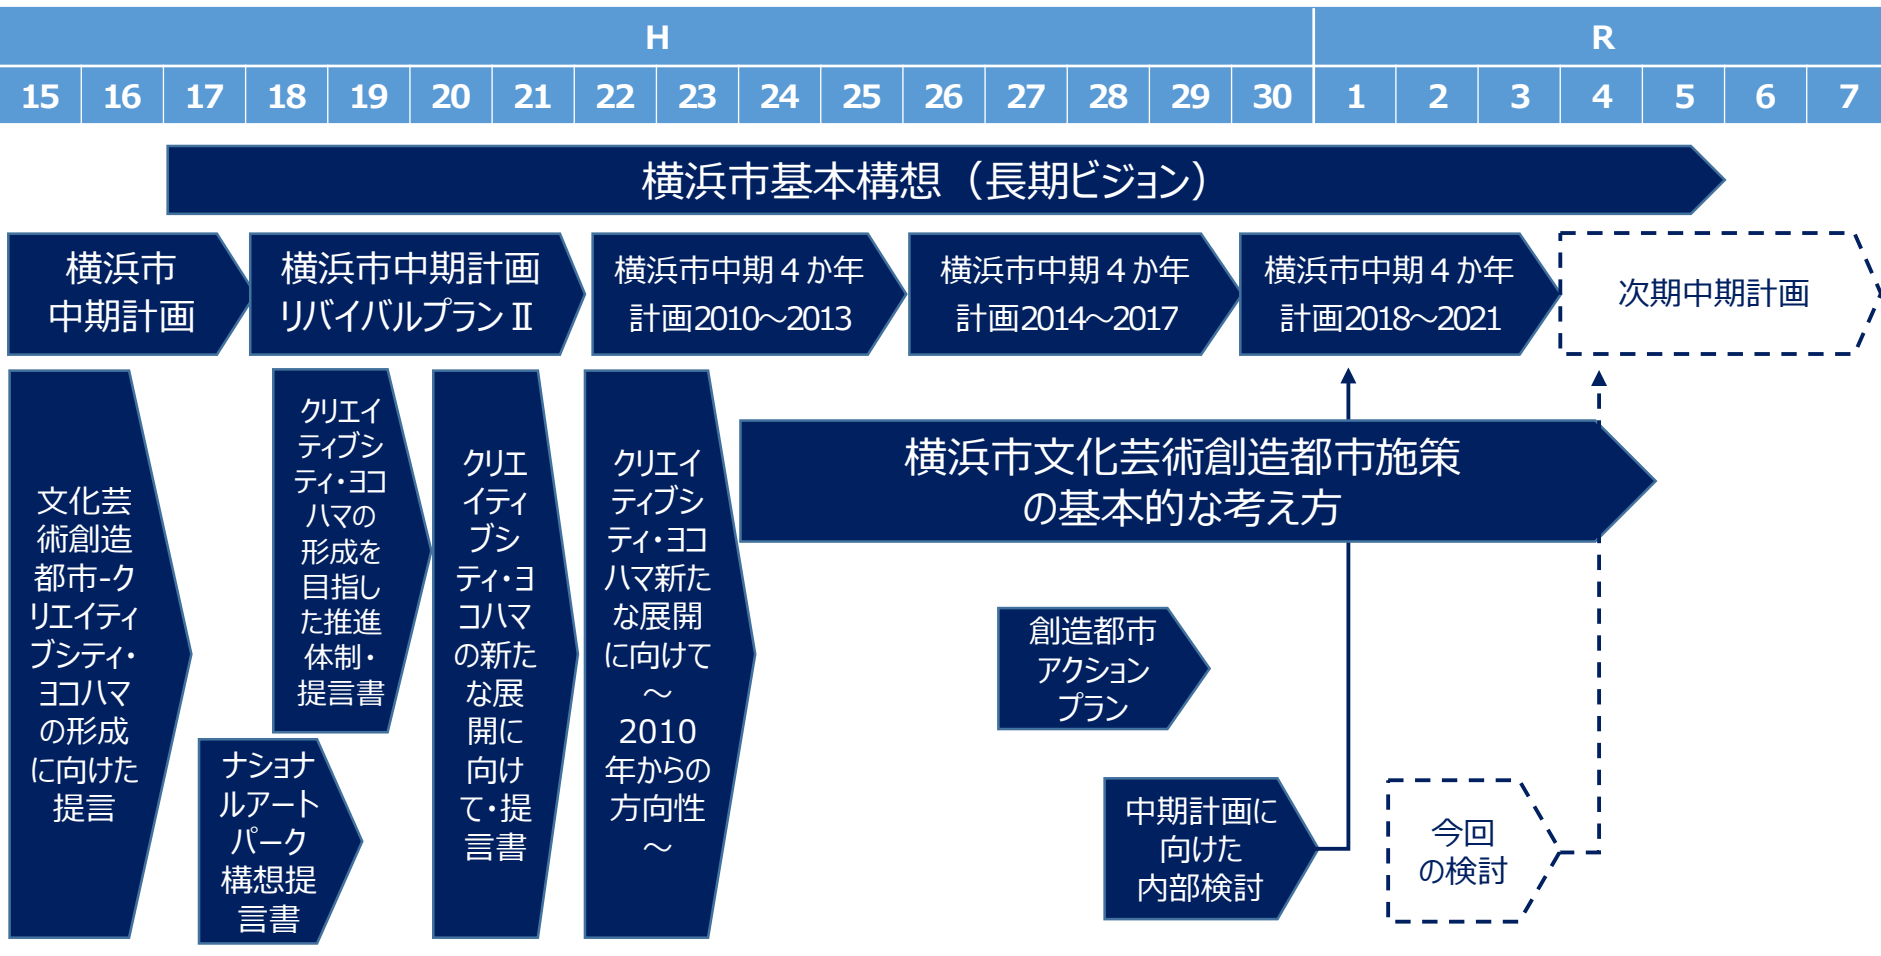 H R
15 16 17 18 19 20 21 22 23 24 25 26 27 28 29 30 1 2 3 4 5 6 7
横浜市基本構想（長期ビジョン）
横浜市
中期計画
横浜市中期計画
リバイバルプランⅡ
横浜市中期４か年
計画2010～2013
横浜市中期４か年
計画2014～2017
横浜市中期４か年
計画2018～2021
次期中期計画
文化芸
術創造
都市-ク
リエイティ
ブシティ・
ヨコハマ
の形成
に向けた
提言
ナショナ
ルアート
パーク
構想提
言書
クリエイ
ティブシ
ティ・ヨコ
ハマの
形成を
目指し
た推進
体制・
提言書
クリエ
イティ
ブシ
ティ・ヨ
コハマ
の新た
な展
開に
向け
て・提
言書
クリエイ
ティブシ
ティ・ヨコ
ハマ新た
な展開
に向けて
～
2010
年からの
方向性
～
横浜市文化芸術創造都市施策
の基本的な考え方
創造都市
アクション
プラン
中期計画に
向けた
内部検討
今回
の検討